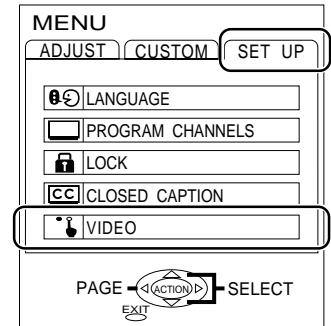 MENU
ADJUST CUSTOM SET UP
LANGUAGE
PROGRAM CHANNELS
LOCK
CC CLOSED CAPTION
VIDEO
PAGE ACTION SELECT
EXIT